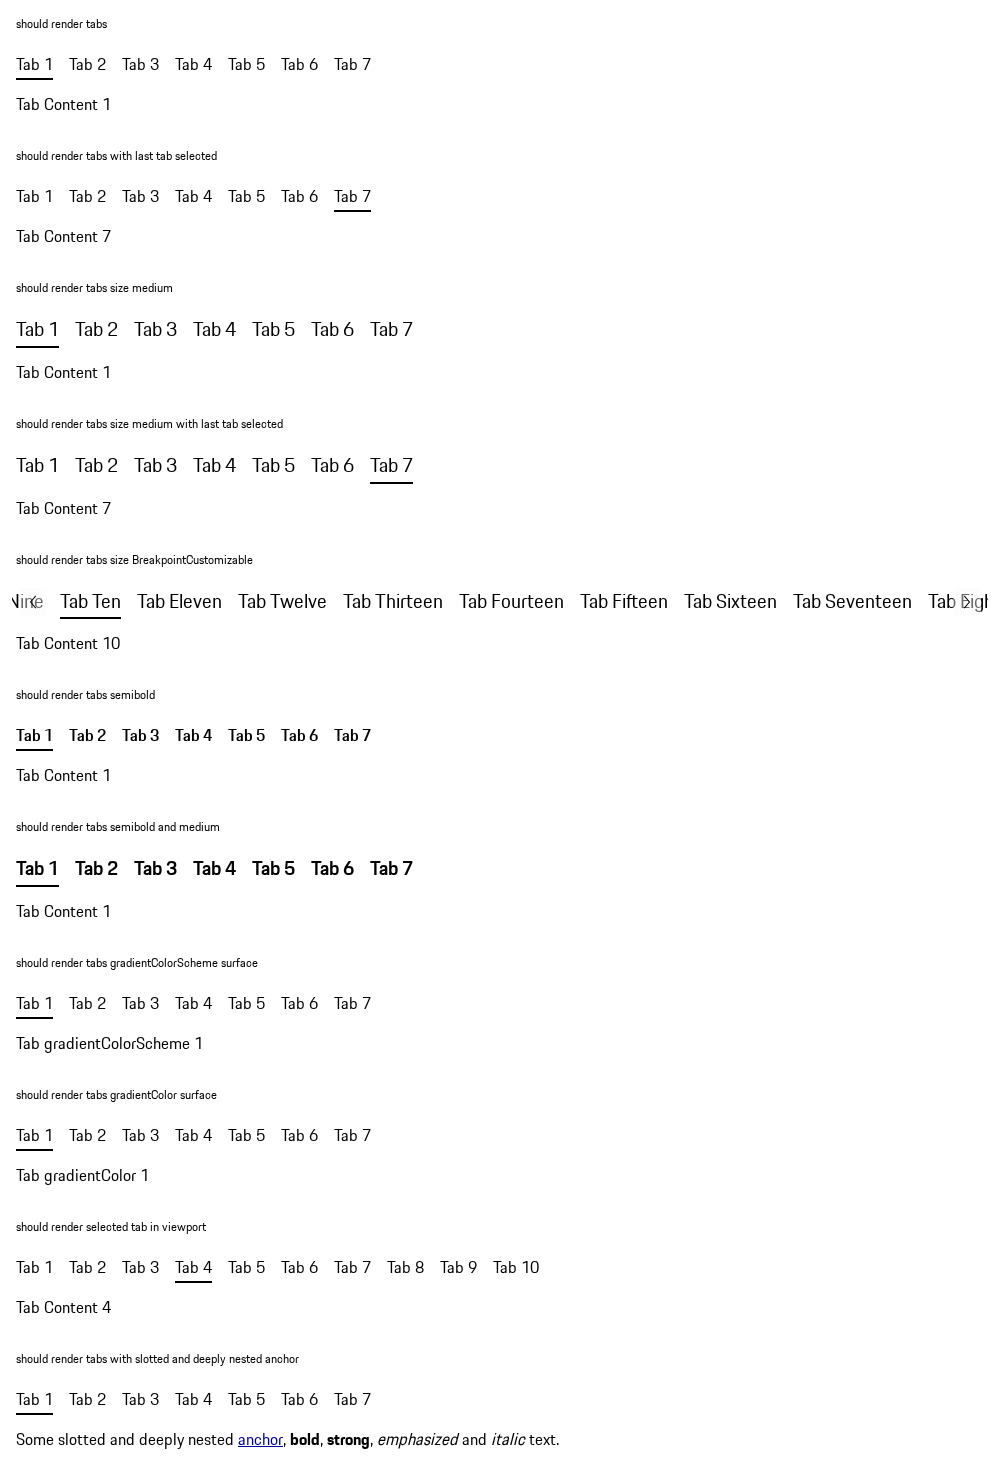 should render tabs
Tab 1 Tab 2 Tab 3 Tab 4 Tab 5 Tab 6 Tab 7
Tab Content 1
should render tabs with last tab selected
Tab 1 Tab 2 Tab 3 Tab 4 Tab 5 Tab 6 Tab 7
Tab Content 7
should render tabs size medium
Tab 1 Tab 2 Tab 3 Tab 4 Tab 5 Tab 6 Tab 7
Tab Content 1
should render tabs size medium with last tab selected
Tab 1 Tab 2 Tab 3 Tab 4 Tab 5 Tab 6 Tab 7
Tab Content 7
should render tabs size BreakpointCustomizable
Nine Tab Ten Tab Eleven Tab Twelve Tab Thirteen Tab Fourteen Tab Fifteen Tab Sixteen Tab Seventeen Tab
Tab Content 10
should render tabs semibold
Tab 1 Tab 2 Tab 3 Tab 4 Tab 5 Tab 6 Tab 7
Tab Content 1
should render tabs semibold and medium
Tab 1 Tab 2 Tab 3 Tab 4 Tab 5 Tab 6 Tab 7
Tab Content 1
should render tabs gradientColorScheme surface
Tab 1 Tab 2 Tab 3 Tab 4 Tab 5 Tab 6 Tab 7
Tab gradientColorScheme 1
should render tabs gradientColor surface
Tab 1 Tab 2 Tab 3 Tab 4 Tab 5 Tab 6 Tab 7
Tab gradientColor 1
should render selected tab in viewport
Tab 1 Tab 2 Tab 3 Tab 4 Tab 5 Tab 6 Tab 7 Tab 8 Tab 9 Tab 10
Tab Content 4
should render tabs with slotted and deeply nested anchor
Tab 1 Tab 2 Tab 3 Tab 4 Tab 5 Tab 6 Tab 7
Some slotted and deeply nested anchor, bold, strong, emphasized and italic text.